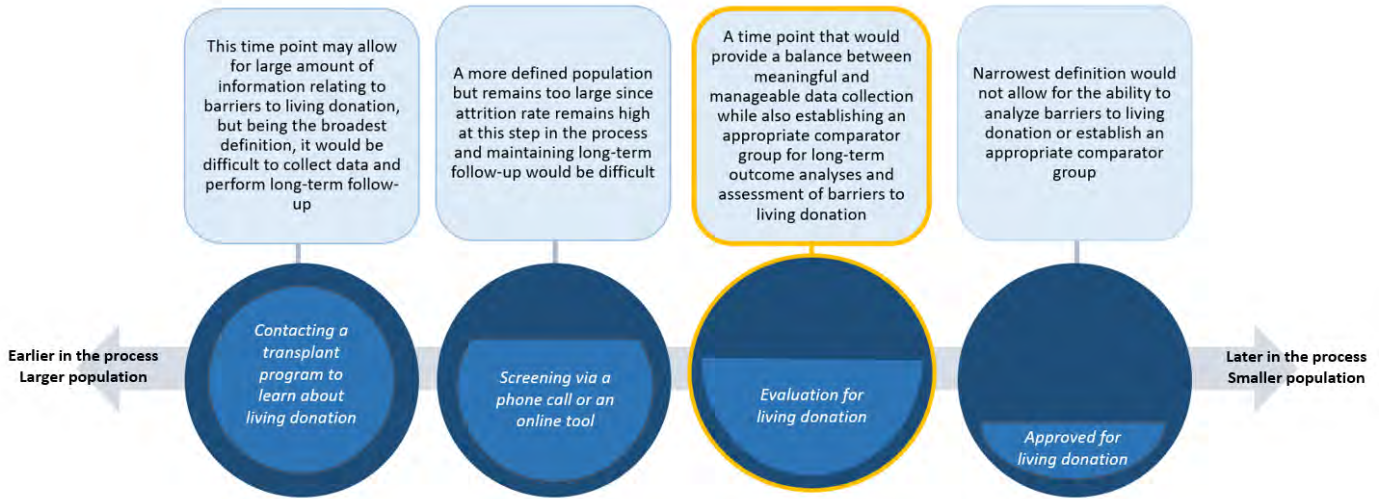 This time point may allow
for large amount of
information relating to
barriers to living donation,
but being the broadest
definition, it would be
difficult to collect data and
perform long-term follow-
up
A more defined population
but remains too large since
attrition rate remains high
at this step in the process
and maintaining long-term
follow-up would be difficult
A time point that would
provide a balance between
meaningful and
manageable data collection
while also establishing an
appropriate comparator
group for long-term
outcome analyses and
assessment of barriers to
living donation
Narrowest definition would
not allow for the ability to
analyze barriers to living
donation or establish an
appropriate comparator
group
Earlier in the process
Larger population
Contacting a
transplant
program to
learn about
living donation
Screening via a
phone call or an
online tool
Evaluation for
living donation
Approved for
living donation
Later in the process
Smaller population